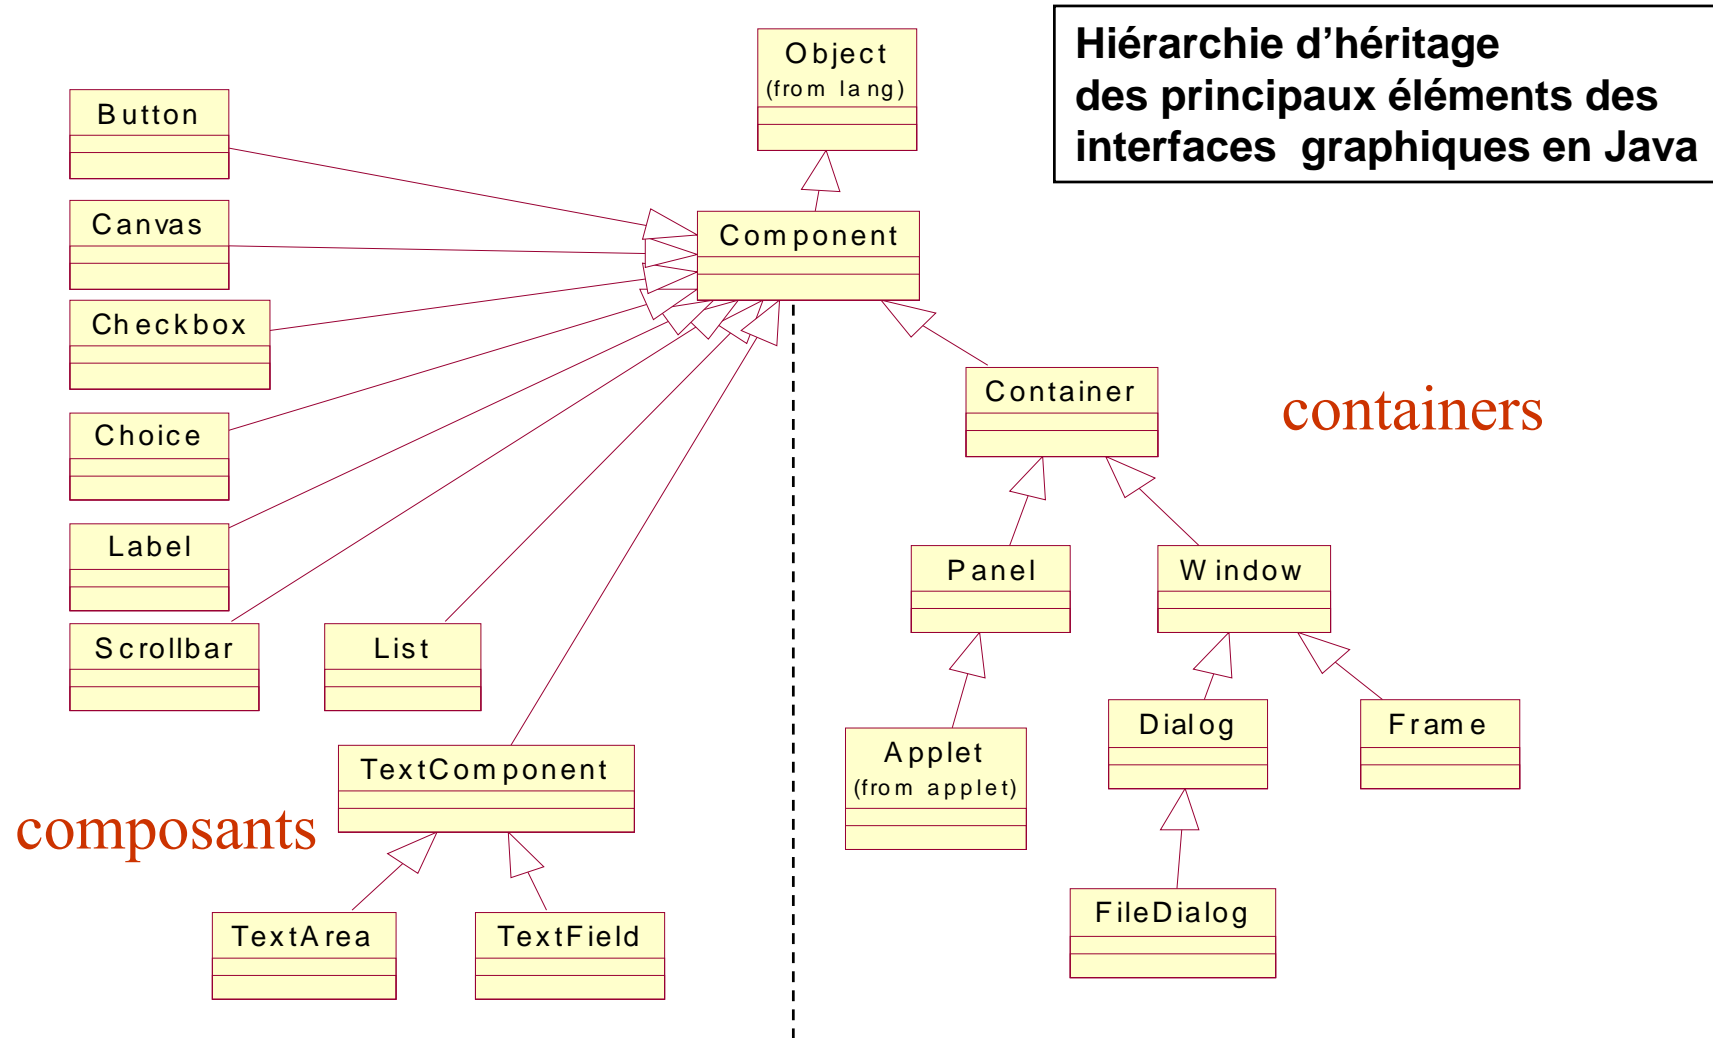 Hiérarchie d’héritage
des principaux éléments des
interfaces graphiques en Java
Object
(from lang)
Button
Canvas
Component
Checkbox
Container
containers
Choice
Label
Panel
Window
Scrollbar
List
Dialog
Frame
TextComponent
Applet
(from applet)
composants
FileDialog
TextArea
TextField